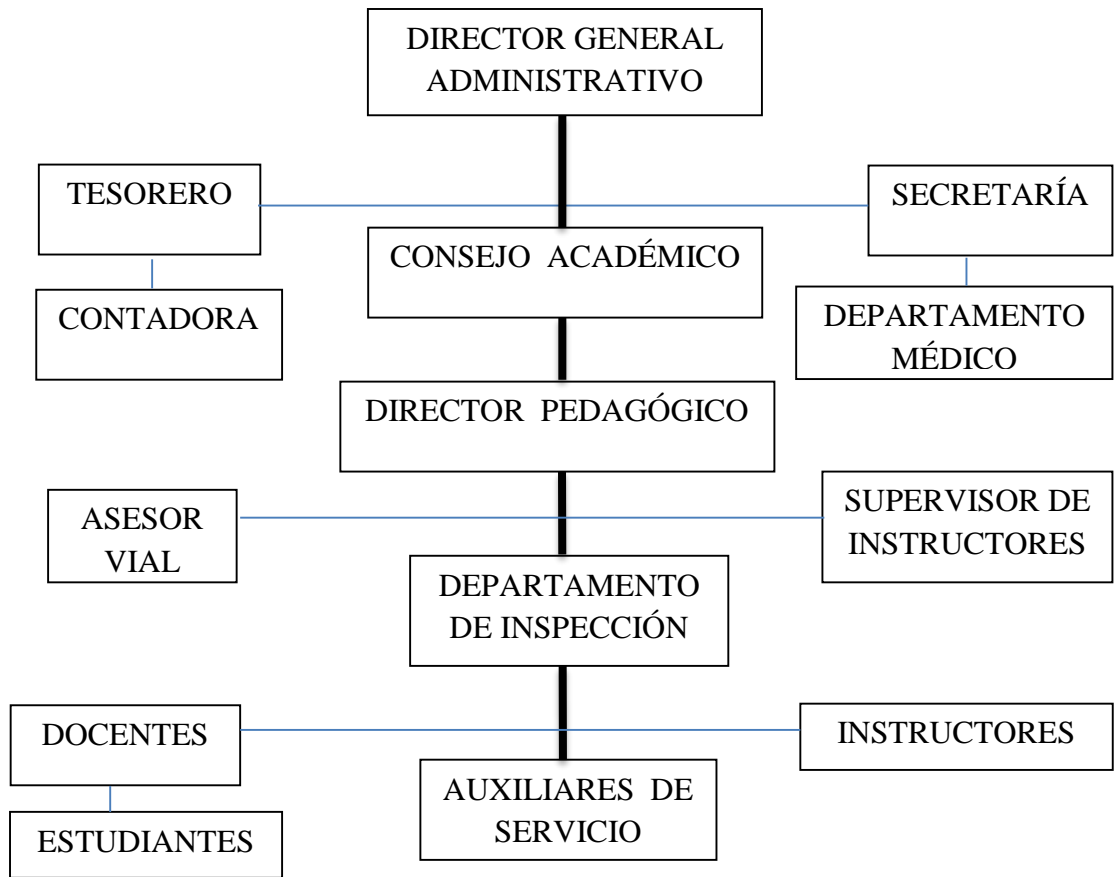 DIRECTOR GENERAL
ADMINISTRATIVO
TESORERO
SECRETARÍA
CONSEJO ACADÉMICO
CONTADORA
DEPARTAMENTO
MÉDICO
DIRECTOR PEDAGÓGICO
ASESOR
VIAL
SUPERVISOR DE
INSTRUCTORES
DEPARTAMENTO
DE INSPECCIÓN
DOCENTES
INSTRUCTORES
AUXILIARES DE
SERVICIO
ESTUDIANTES